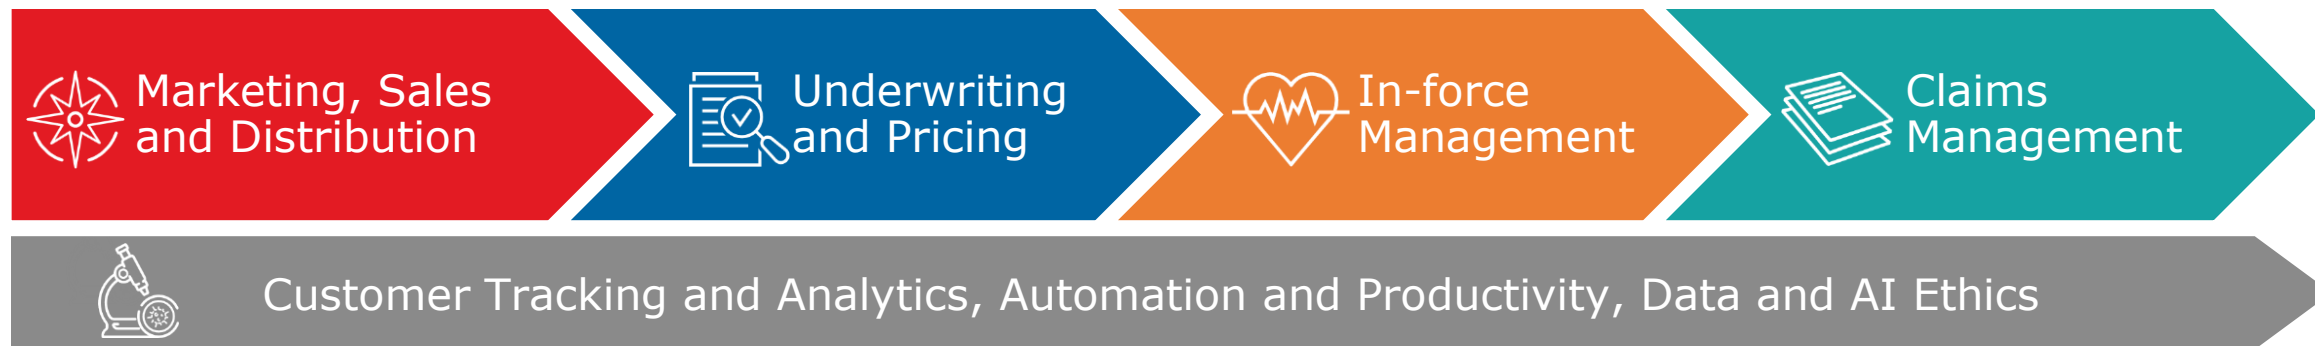 Marketing, Sales
and Distribution
Underwriting
and Pricing
In-force
Management
Claims
Management
Customer Tracking and Analytics, Automation and Productivity, Data and AI Ethics